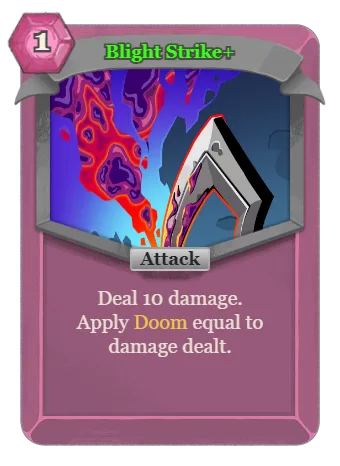 1
Blight Strike+
Attack
Deal 10 damage.
Apply Doom equal to
damage dealt.